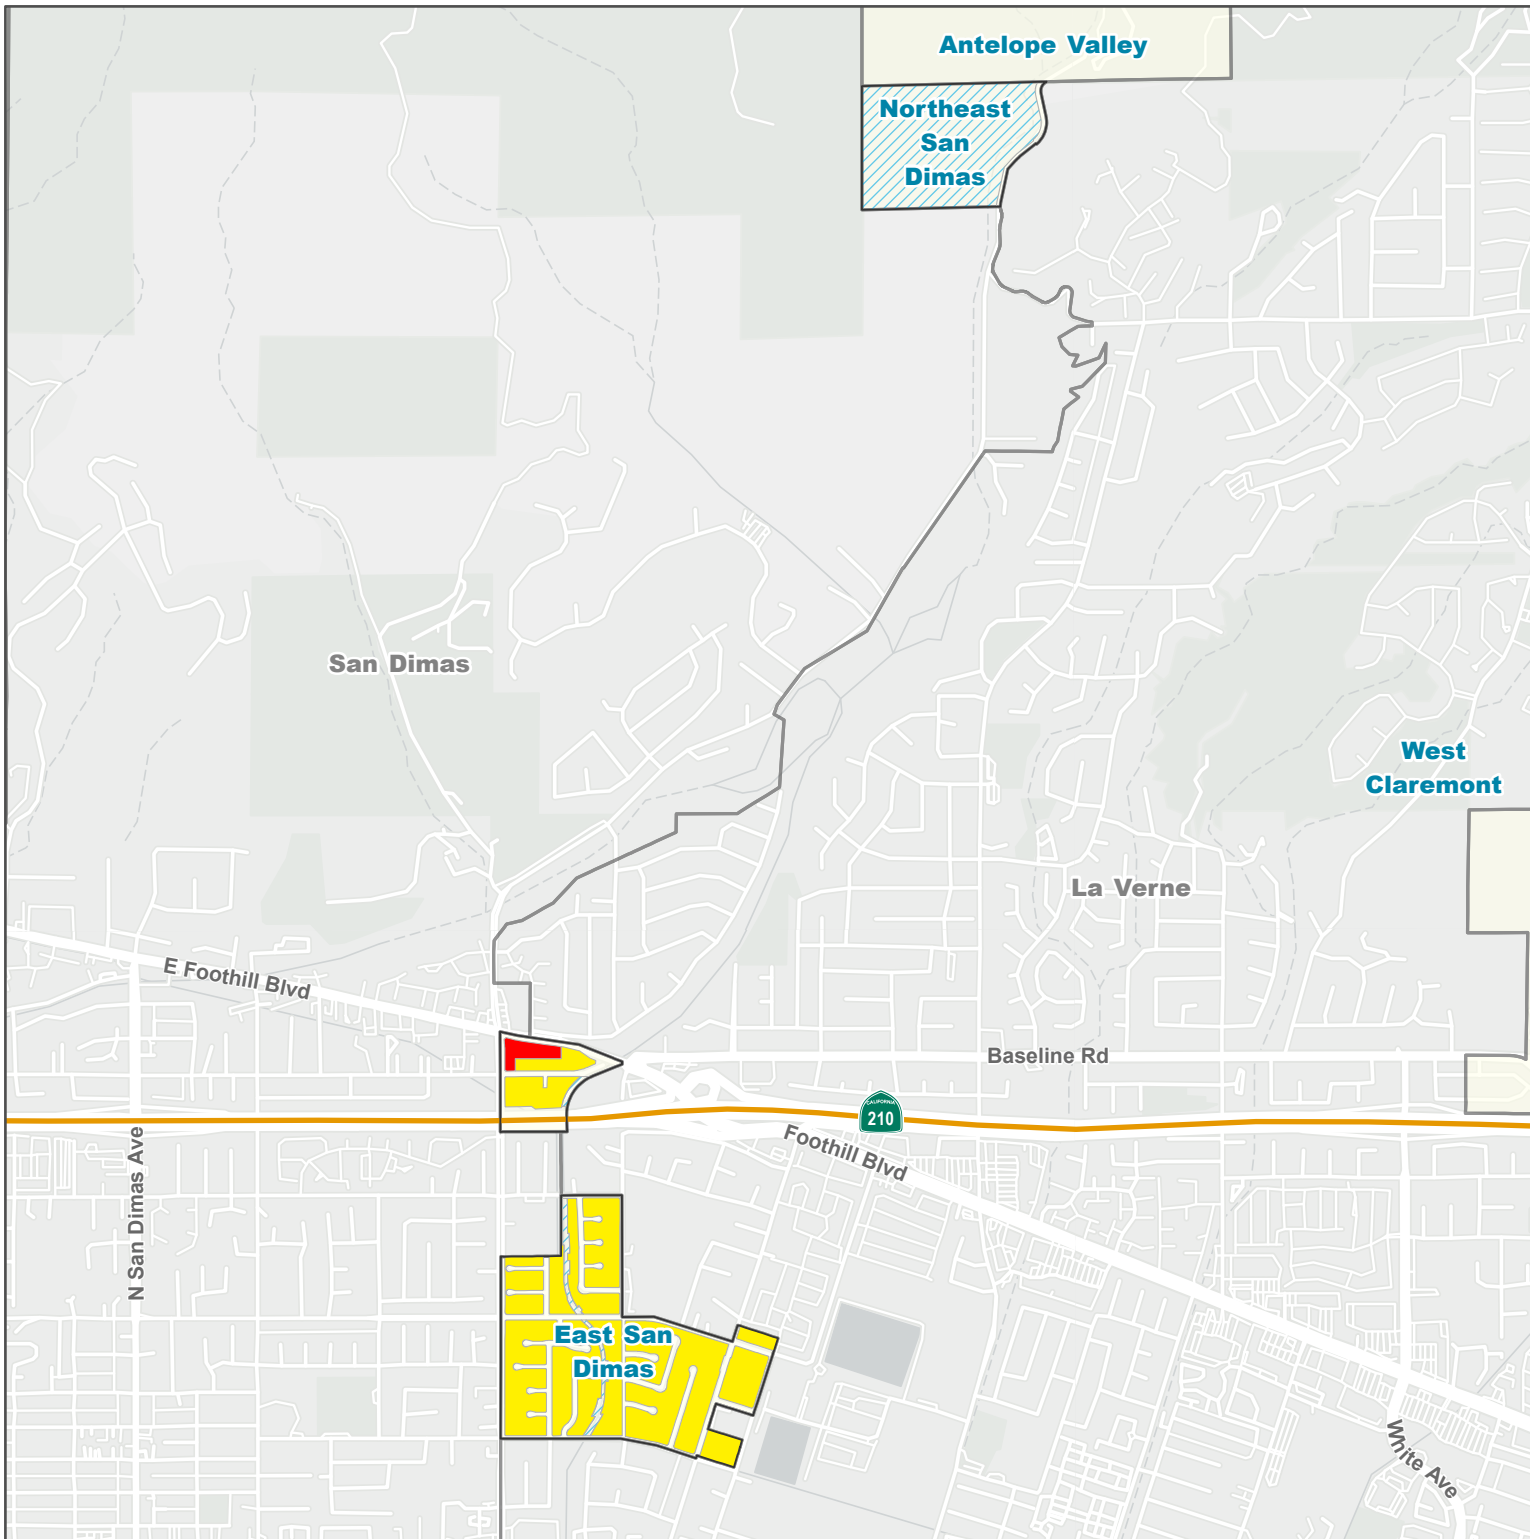 Antelope Valley
Northeast
San
Dimas
San Dimas
West
Claremont
La Verne
E Foothill Blvd
Baseline Rd
CALIFORNIA
210
Foothill Blvd
N San Dimas Ave
East San
Dimas
White Ave